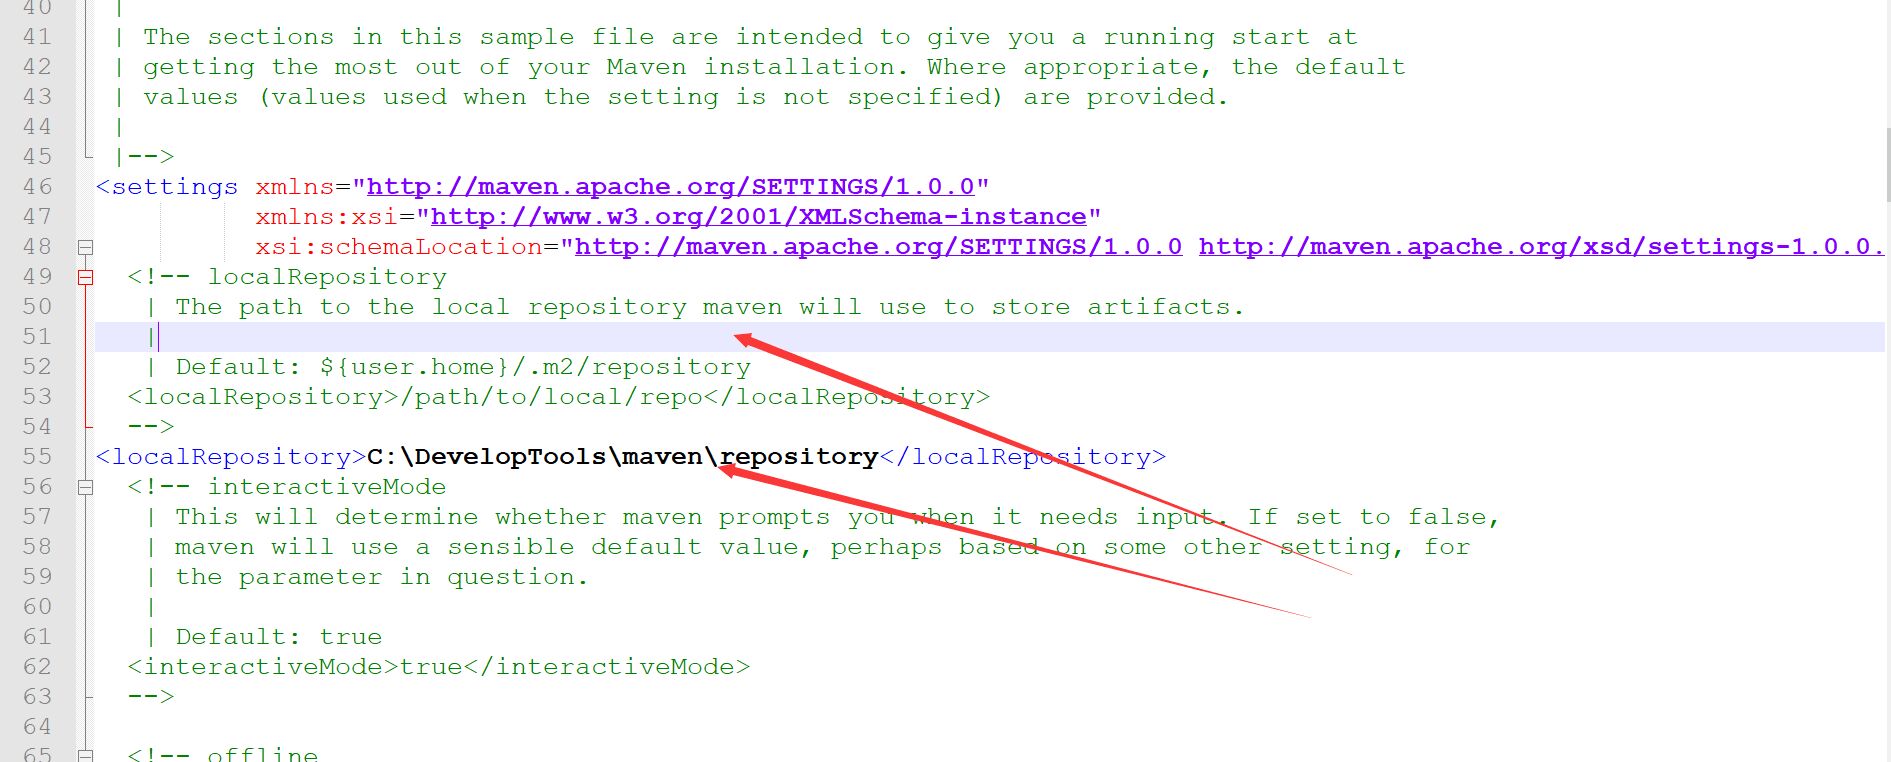 40 |
41 | The sections in this sample file are intended to give you a running start at
42 | getting the most out of your Maven installation. Where appropriate, the default
43 | values (values used when the setting is not specified) are provided.
44 |
45 |-->
46 <settings xmlns="http://maven.apache.org/SETTINGS/1.0.0"
47 xmlns:xsi="http://www.w3.org/2001/XMLSchema-instance"
48 xsi:schemaLocation="http://maven.apache.org/SETTINGS/1.0.0 http://maven.apache.org/xsd/settings-1.0.0.
49 <!-- localRepository
50 | The path to the local repository maven will use to store artifacts.
51 |
52 | Default: ${user.home}/.m2/repository
53 <localRepository>/path/to/local/repo</localRepository>
54 -->
55 <localRepository>C:\DevelopTools\maven\repository</localRepository>
56 <!-- interactiveMode
57 | This will determine whether maven prompts you when it needs input. If set to false,
58 | maven will use a sensible default value, perhaps based on some other setting, for
59 | the parameter in question.
60 |
61 | Default: true
62 <interactiveMode>true</interactiveMode>
63 -->
64
65 <!-- offline